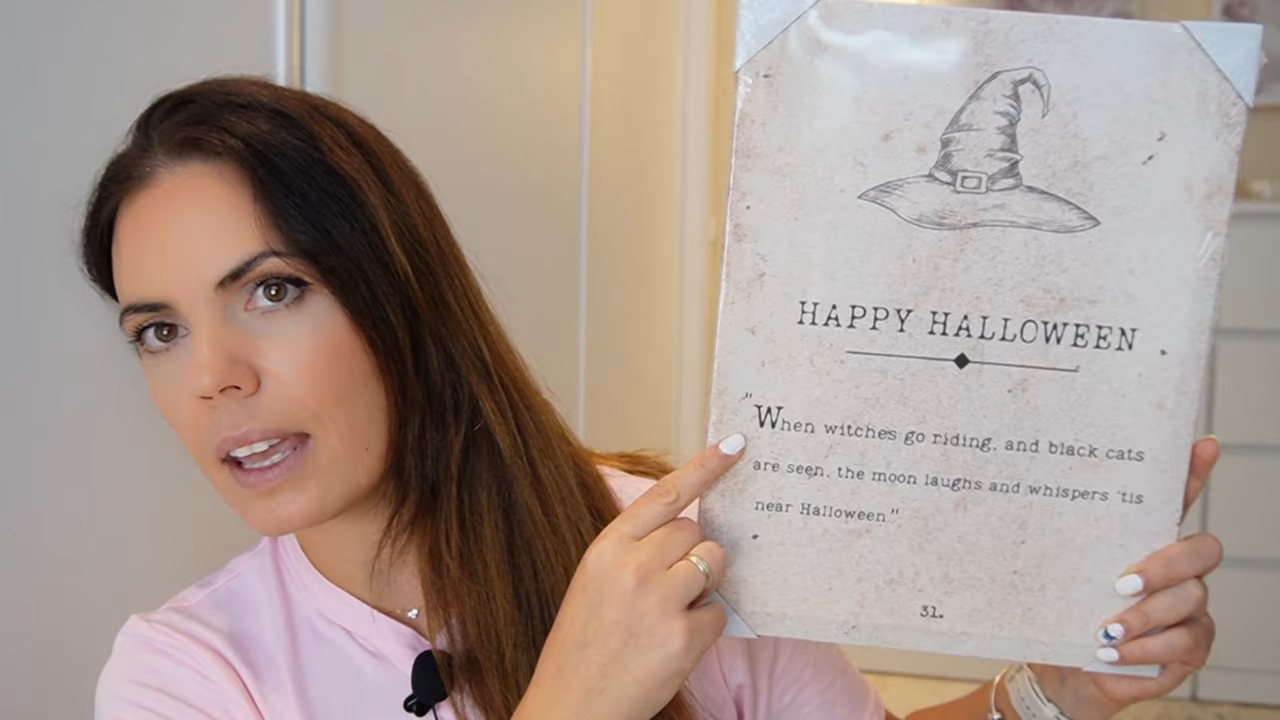 HAPPY HALLOWEEN
"When witches go riding, and black cats
are seen, the moon laughs and whispers 'tis
near Halloween"
31.